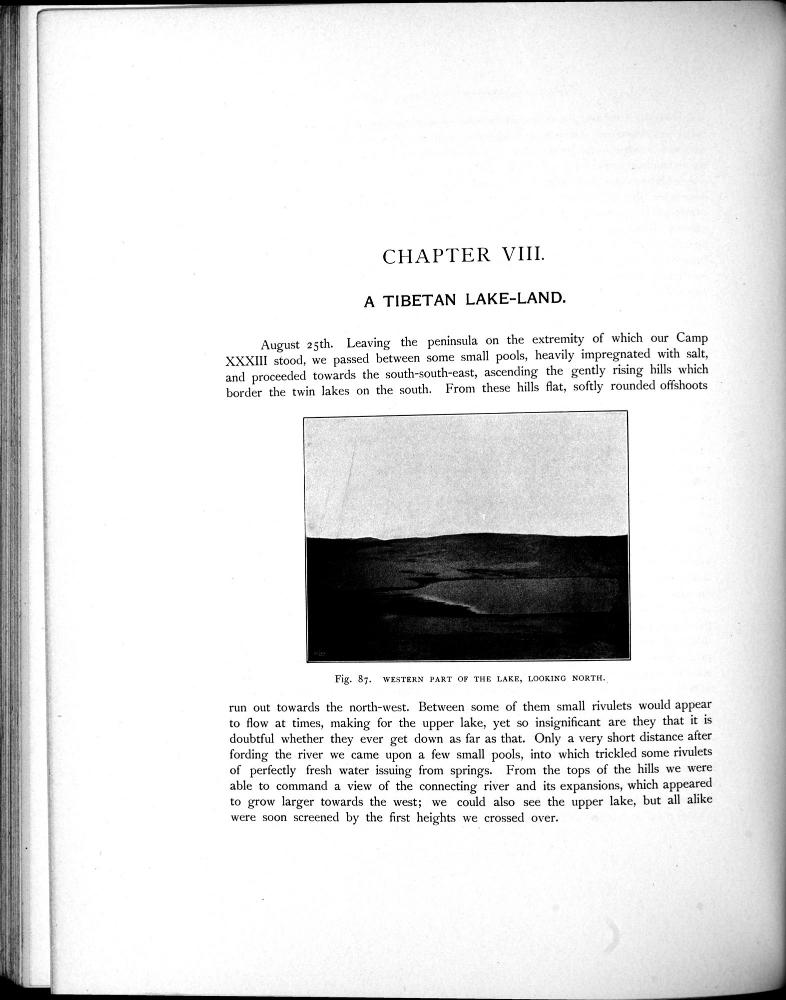 CHAPTER VIII.
A TIBETAN LAKE-LAND.
August 25th. Leaving the peninsula on the extremity of which our Camp
XXXIII stood, we passed between some small pools, heavily impregnated with salt,
and proceeded towards the south-south-east, ascending the gently rising hills which
border the twin lakes on the south. From these hills flat, softly rounded offshoots
Fig. 87. WESTERN PART OF THE LAKE, LOOKING NORTH.
run out towards the north-west. Between some of them small rivulets would appear
to flow at times, making for the upper lake, yet so insignificant are they that it is
doubtful whether they ever get down as far as that. Only a very short distance after
fording the river we came upon a few small pools, into which trickled some rivulets
of perfectly fresh water issuing from springs. From the tops of the hills we were
able to command a view of the connecting river and its expansions, which appeared
to grow larger towards the west; we could also see the upper lake, but all alike
were soon screened by the first heights we crossed over.